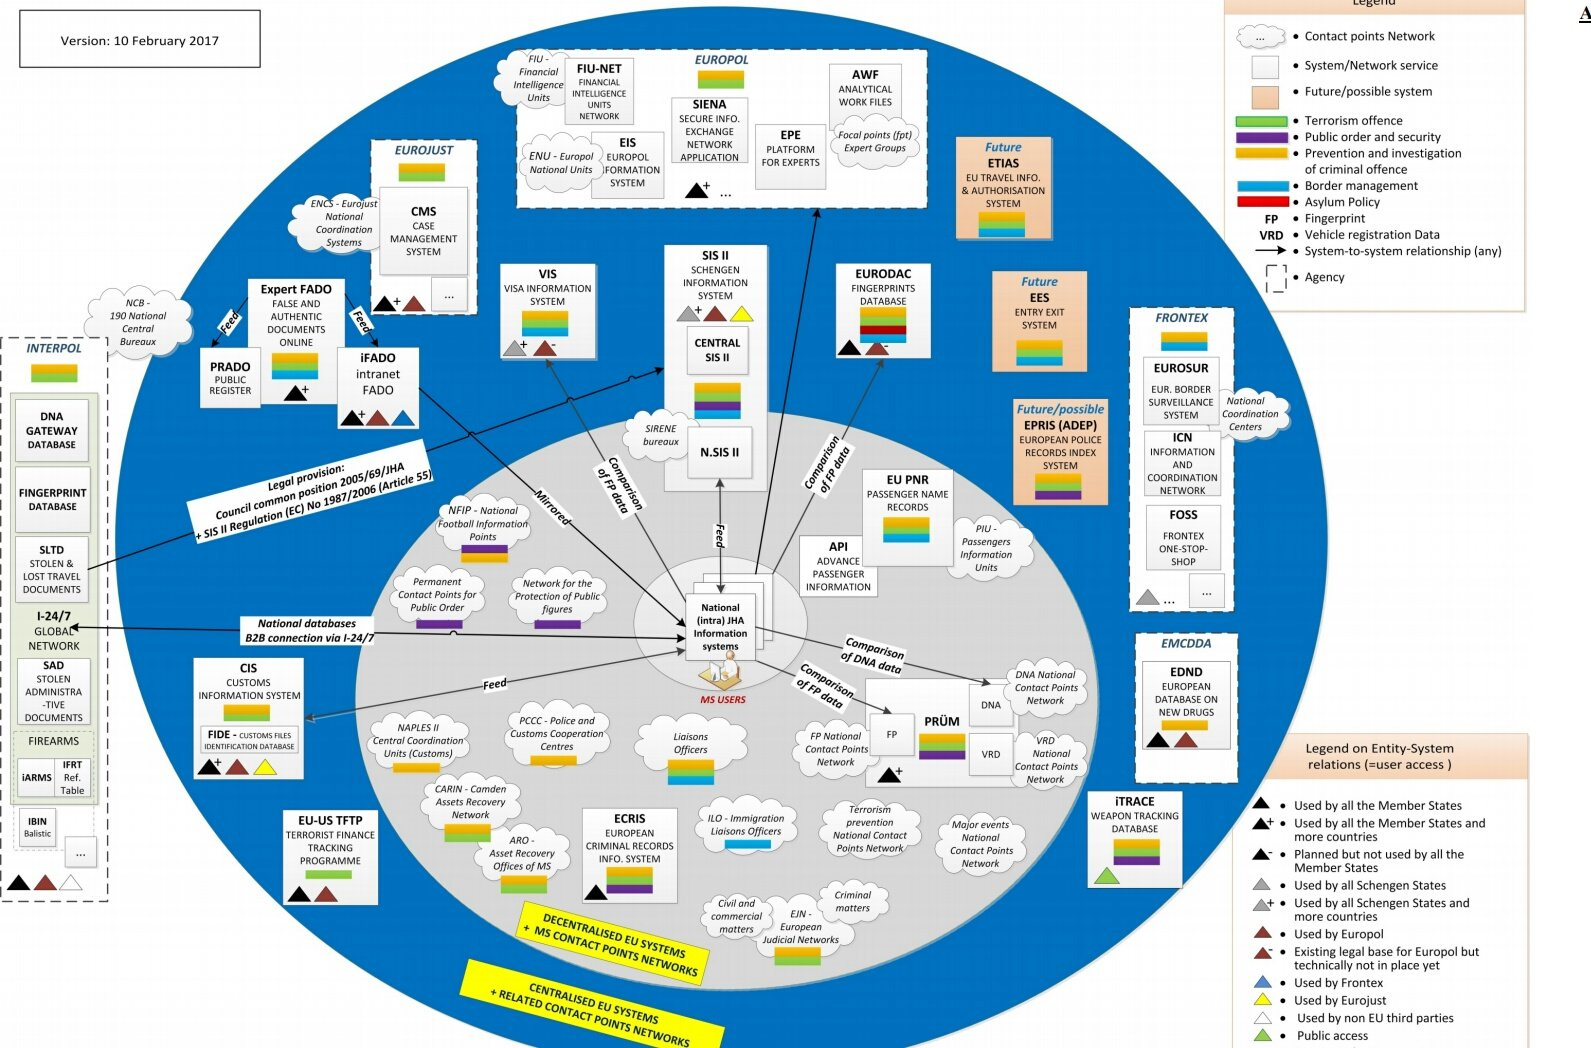 Version: 10 February 2017
A
Legend
...
Contact points Network
System/Network service
Future/possible system
Terrorism offence
Public order and security
Prevention and investigation
of criminal offence
Border management
Asylum Policy
FP
Fingerprint
VRD
Vehicle registration Data
System-to-system relationship (any)
Agency
EUROPOL
FIU -
Financial
Intelligence
Units
FIU-NET
FINANCIAL
INTELLIGENCE
UNITS
NETWORK
SIENA
SECURE INFO.
EXCHANGE
NETWORK
APPLICATION
AWF
ANALYTICAL
WORK FILES
Focal points (fpt)
Expert Groups
ENU - Europol
National Units
EIS
EUROPOL
INFORMATION
SYSTEM
EPE
PLATFORM
FOR EXPERTS
+ ...
EUROJUST
ENCS - Eurojust
National
Coordination
Systems
CMS
CASE
MANAGEMENT
SYSTEM
+
...
Future
ETIAS
EU TRAVEL INFO.
& AUTHORISATION
SYSTEM
NCB -
190 National
Central
Bureaux
Expert FADO
FALSE AND
AUTHENTIC
DOCUMENTS
ONLINE
+
Feed
Feed
PRADO
PUBLIC
REGISTER
iFADO
intranet
FADO
+
VIS
VISA INFORMATION
SYSTEM
+
-
SIS II
SCHENGEN
INFORMATION
SYSTEM
+
CENTRAL
SIS II
SIRENE
bureaux
N.SIS II
EURODAC
FINGERPRINTS
DATABASE
-
Future
EES
ENTRY EXIT
SYSTEM
Future/possible
EPRIS (ADEP)
EUROPEAN POLICE
RECORDS INDEX
SYSTEM
FRONTEX
EUROSUR
EUR. BORDER
SURVEILLANCE
SYSTEM
National
Coordination
Centers
ICN
INFORMATION
AND
COORDINATION
NETWORK
FOSS
FRONTEX
ONE-STOP-
SHOP
...
...
INTERPOL
DNA
GATEWAY
DATABASE
FINGERPRINT
DATABASE
SLTD
STOLEN &
LOST TRAVEL
DOCUMENTS
I-24/7
GLOBAL
NETWORK
SAD
STOLEN
ADMINISTRA
-TIVE
DOCUMENTS
FIREARMS
iARMS
IFRT
Ref.
Table
IBIN
Balistic
...
Legal provision:
Council common position 2005/69/JHA
+ SIS II Regulation (EC) No 1987/2006 (Article 55)
Mirrored
Comparison
of FP data
Feed
Comparison
of FP data
NFIP - National
Football Information
Points
Permanent
Contact Points for
Public Order
Network for the
Protection of Public
figures
EU PNR
PASSENGER NAME
RECORDS
API
ADVANCE
PASSENGER
INFORMATION
PIU -
Passengers
Information
Units
National
(intra) JHA
Information
systems
MS USERS
National databases
B2B connection via I-24/7
Feed
Comparison
of DNA data
Comparison
of FP data
CIS
CUSTOMS
INFORMATION SYSTEM
FIDE - CUSTOMS FILES
IDENTIFICATION DATABASE
+
NAPLES II
Central Coordination
Units (Customs)
PCCC - Police and
Customs Cooperation
Centres
Liaisons
Officers
FP National
Contact Points
Network
PRÜM
DNA
FP
VRD
+
DNA National
Contact Points
Network
VRD
National
Contact Points
Network
EMCDDA
EDND
EUROPEAN
DATABASE ON
NEW DRUGS
CARIN - Camden
Assets Recovery
Network
ARO -
Asset Recovery
Offices of MS
ECRIS
EUROPEAN
CRIMINAL RECORDS
INFO. SYSTEM
ILO - Immigration
Liaisons Officers
Terrorism
prevention
National Contact
Points Network
Major events
National
Contact Points
Network
iTRACE
WEAPON TRACKING
DATABASE
EU-US TFTP
TERRORIST FINANCE
TRACKING
PROGRAMME
Civil and
commercial
matters
EJN -
European
Judicial Networks
Criminal
matters
DECENTRALISED EU SYSTEMS
+ MS CONTACT POINTS NETWORKS
CENTRALISED EU SYSTEMS
+ RELATED CONTACT POINTS NETWORKS
Legend on Entity-System
relations (=user access )
Used by all the Member States
+
Used by all the Member States and
more countries
-
Planned but not used by all the
Member States
Used by all Schengen States
+
Used by all Schengen States and
more countries
Used by Europol
-
Existing legal base for Europol but
technically not in place yet
Used by Frontex
Used by Eurojust
Used by non EU third parties
Public access